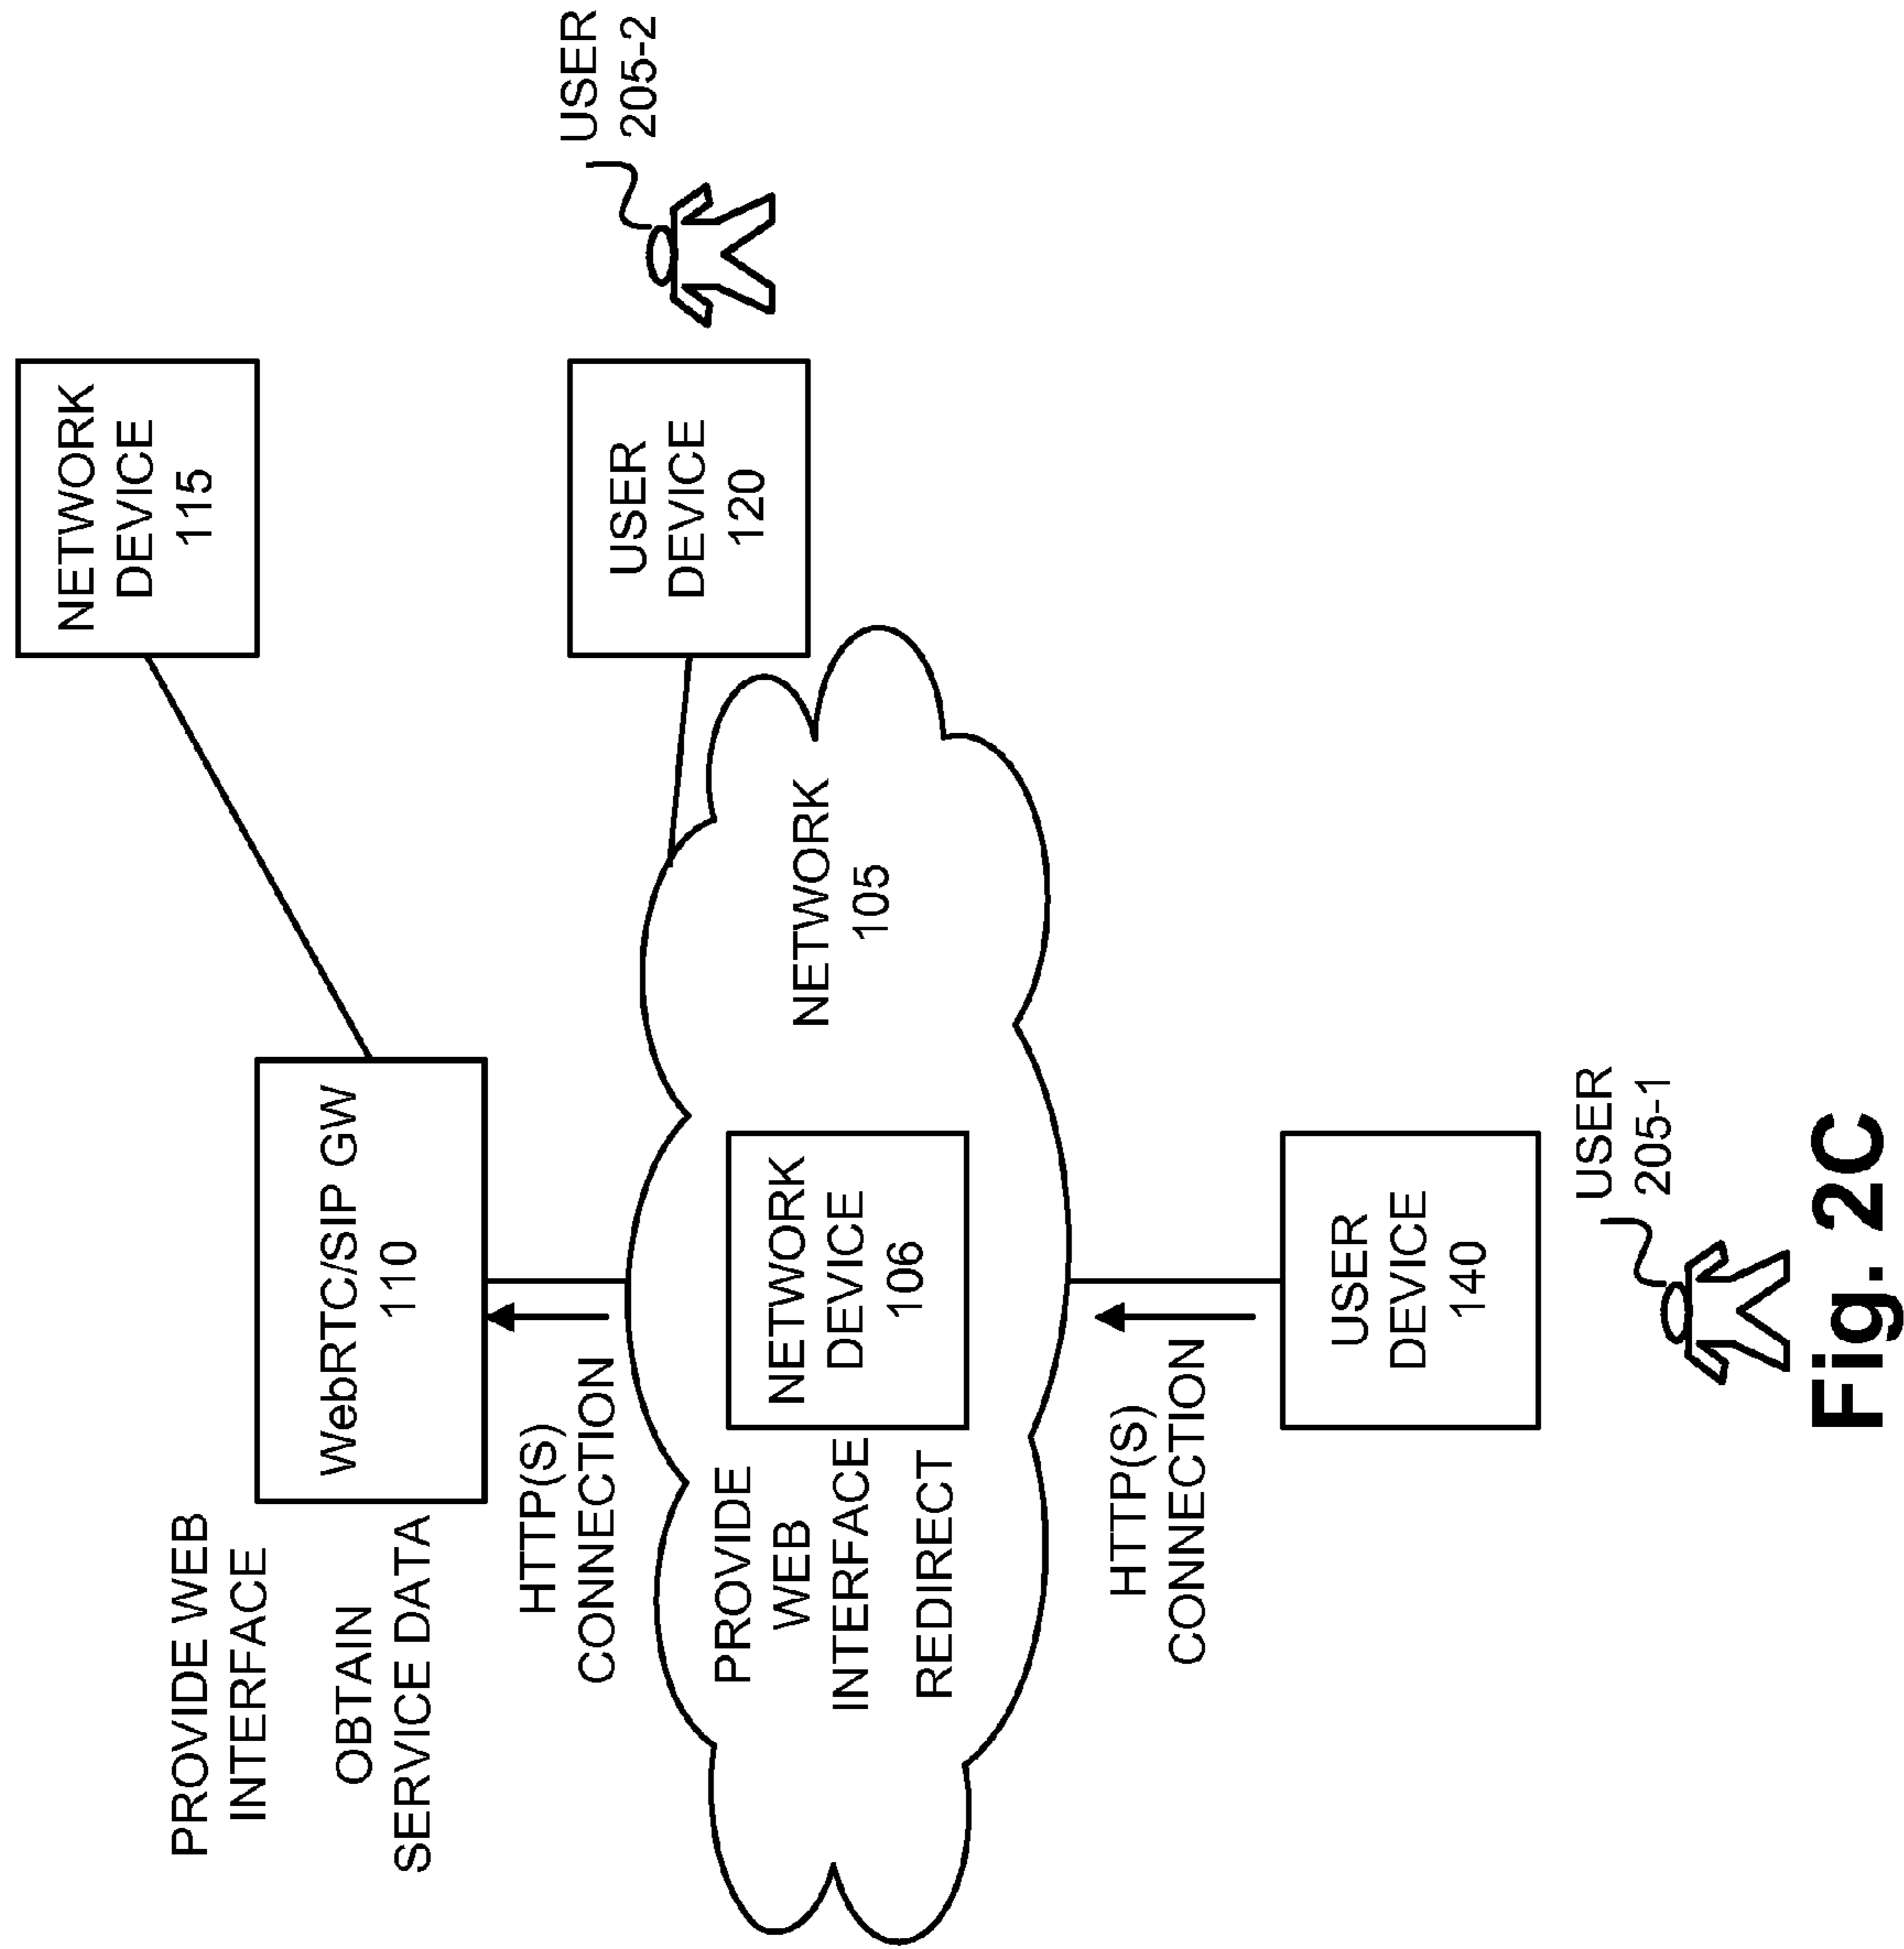 PROVIDE WEB
INTERFACE
OBTAIN
SERVICE DATA
WebRTC/SIP GW
110
NETWORK
DEVICE
115
HTTP(S)
CONNECTION
USER
DEVICE
120
USER
205-2
PROVIDE
WEB
INTERFACE
REDIRECT
NETWORK
DEVICE
106
NETWORK
105
HTTP(S)
CONNECTION
USER
DEVICE
140
USER
205-1
Fig. 2C